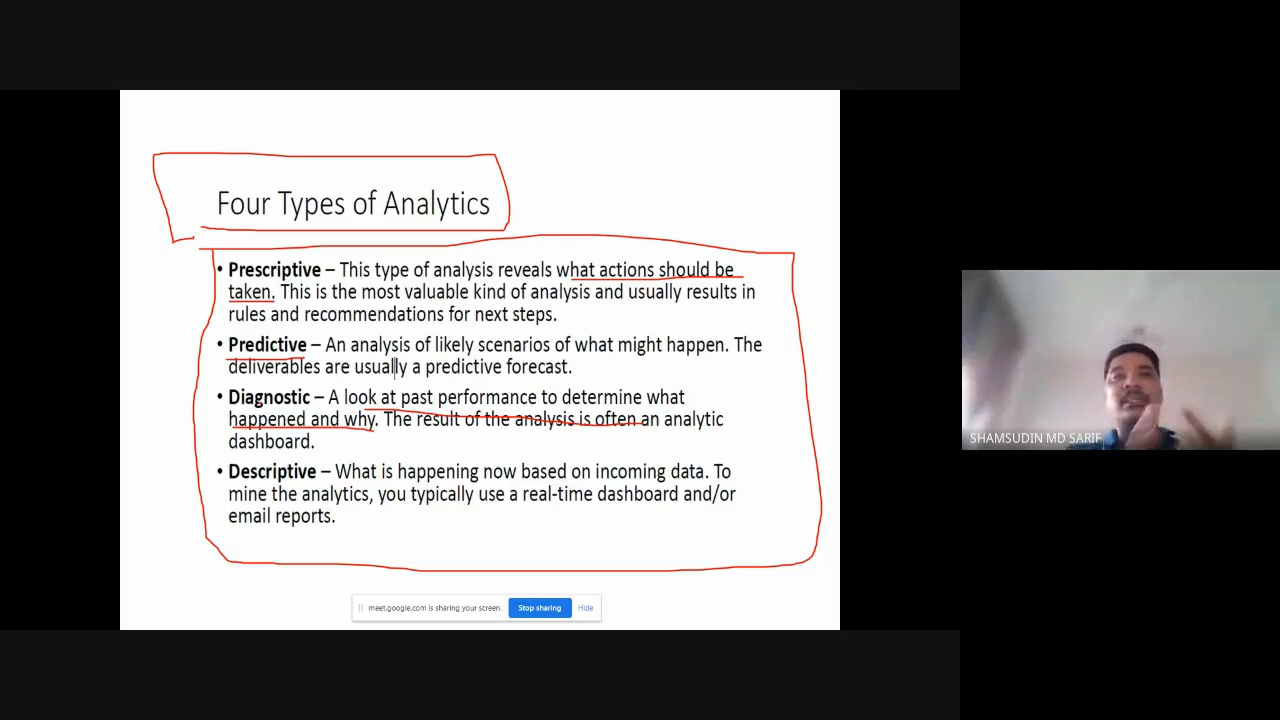 Four Types of Analytics
• Prescriptive – This type of analysis reveals what actions should be
taken. This is the most valuable kind of analysis and usually results in
rules and recommendations for next steps.
• Predictive – An analysis of likely scenarios of what might happen. The
deliverables are usually a predictive forecast.
• Diagnostic – A look at past performance to determine what
happened and why. The result of the analysis is often an analytic
dashboard.
• Descriptive – What is happening now based on incoming data. To
mine the analytics, you typically use a real-time dashboard and/or
email reports.
SHAMSUDIN MD SARIF
meet.google.com is sharing your screen. Stop sharing Hide